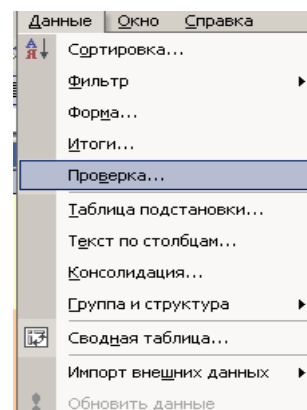 Данные Окно Справка
Сортировка...
Фильтр
Форма...
Итоги...
Проверка...
Таблица подстановки...
Текст по столбцам...
Консолидация...
Группа и структура
Сводная таблица...
Импорт внешних данных
Обновить данные